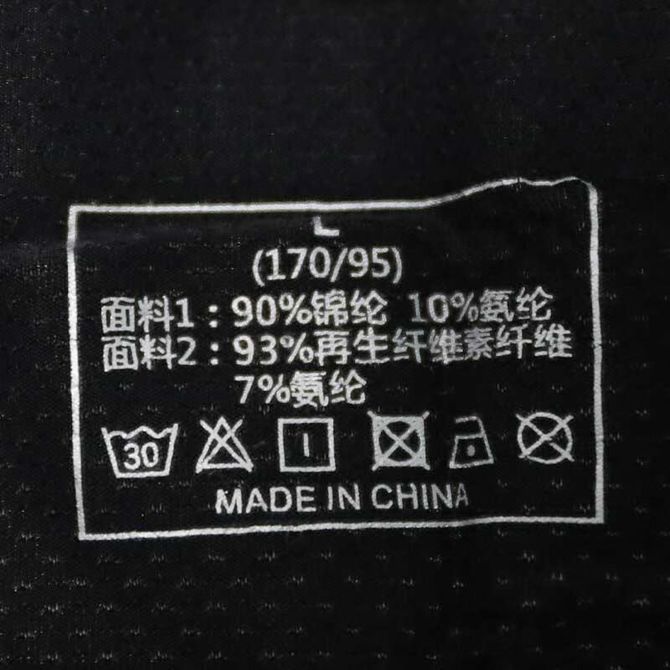 L
(170/95)
面料1：90%锦纶 10%氨纶
面料2：93%再生纤维素纤维
7%氨纶
30
MADE IN CHINA